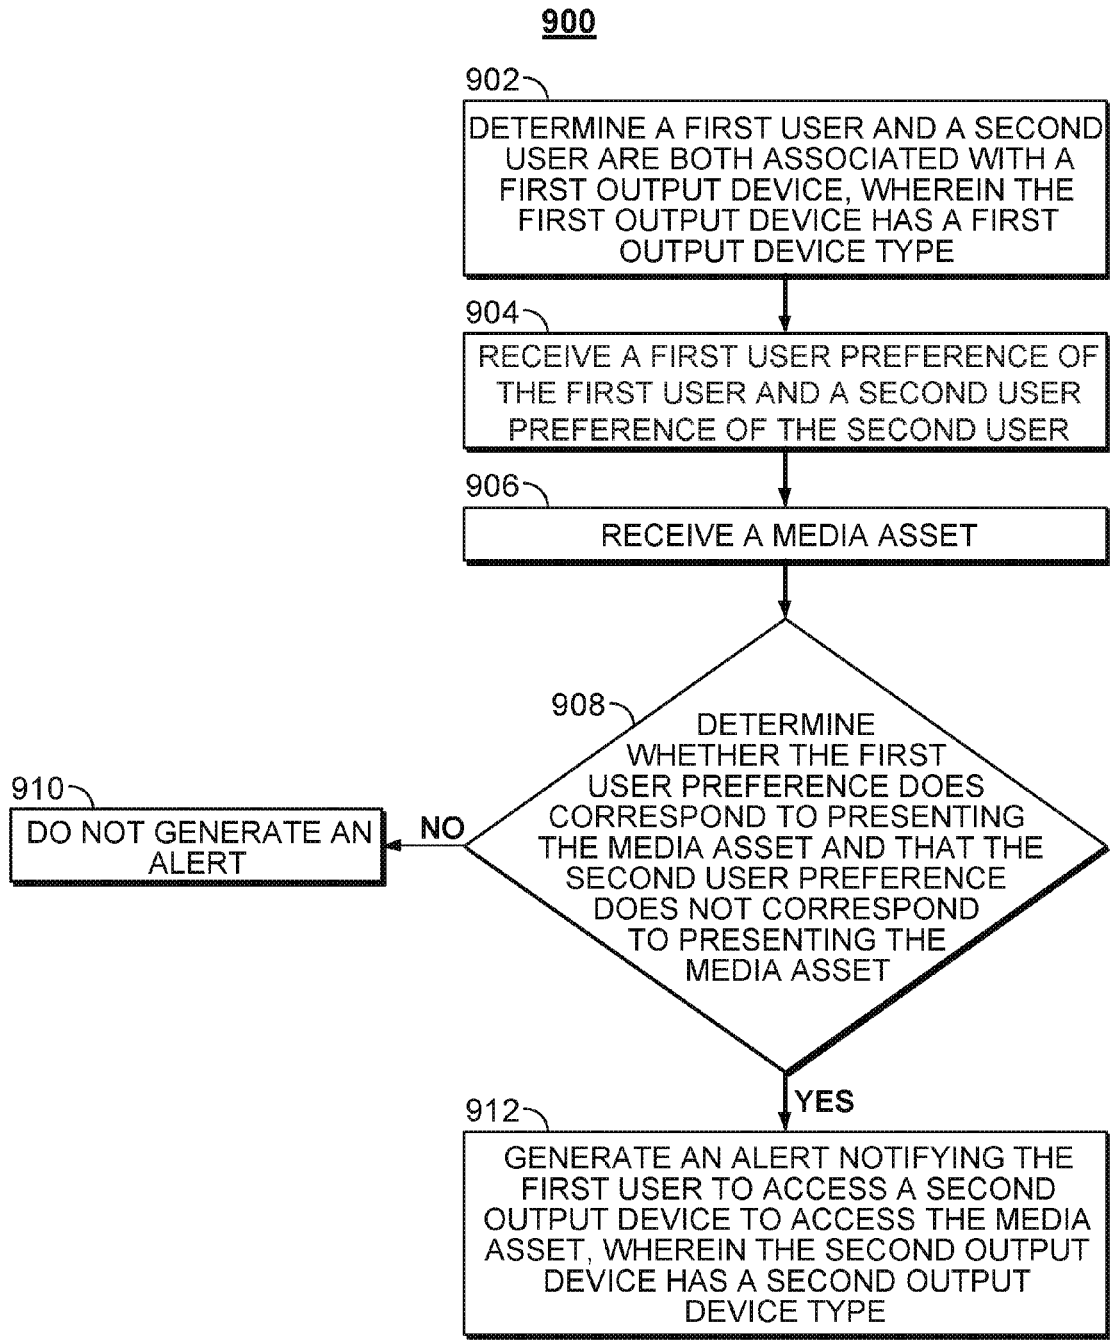 900
902
DETERMINE A FIRST USER AND A SECOND
USER ARE BOTH ASSOCIATED WITH A
FIRST OUTPUT DEVICE, WHEREIN THE
FIRST OUTPUT DEVICE HAS A FIRST
OUTPUT DEVICE TYPE
904
RECEIVE A FIRST USER PREFERENCE OF
THE FIRST USER AND A SECOND USER
PREFERENCE OF THE SECOND USER
906
RECEIVE A MEDIA ASSET
908
DETERMINE
WHETHER THE FIRST
USER PREFERENCE DOES
CORRESPOND TO PRESENTING
THE MEDIA ASSET AND THAT THE
SECOND USER PREFERENCE
DOES NOT CORRESPOND
TO PRESENTING THE
MEDIA ASSET
NO
910
DO NOT GENERATE AN
ALERT
YES
912
GENERATE AN ALERT NOTIFYING THE
FIRST USER TO ACCESS A SECOND
OUTPUT DEVICE TO ACCESS THE MEDIA
ASSET, WHEREIN THE SECOND OUTPUT
DEVICE HAS A SECOND OUTPUT
DEVICE TYPE